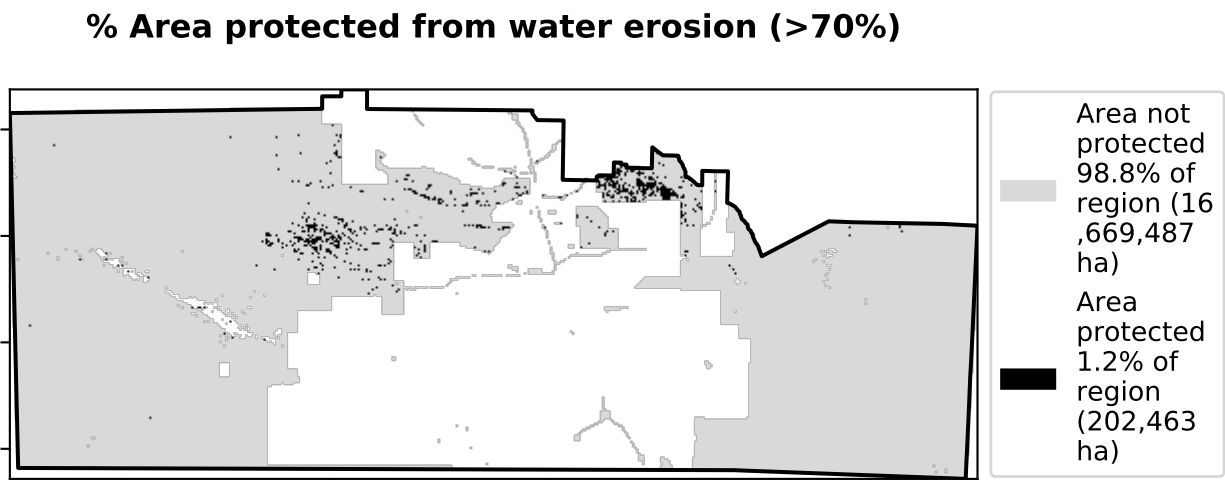 % Area protected from water erosion (>70%)
Area not
protected
98.8% of
region (16
,669,487
ha)
Area
protected
1.2% of
region
(202,463
ha)